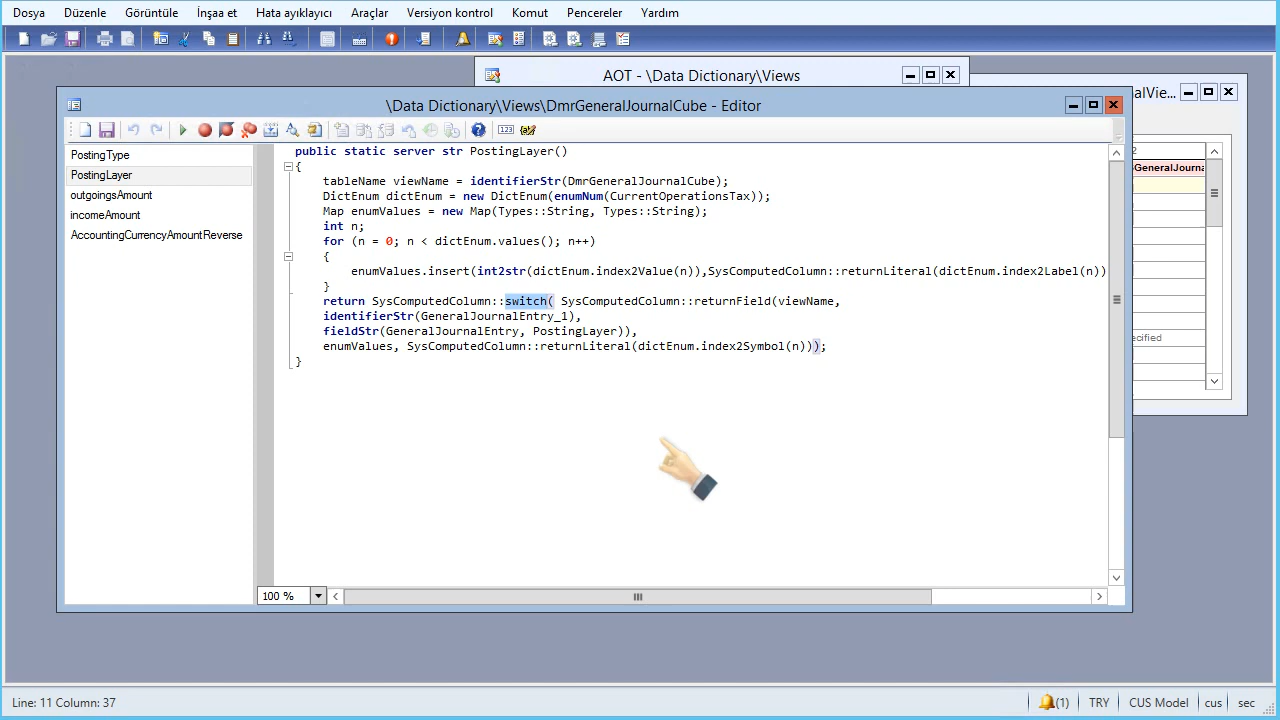 Dosya Düzenle Görüntüle İnşaa et Hata ayıklayıcı Araçlar Versiyon kontrol Komut Pencereler Yardım
AOT - \Data Dictionary\Views
alVie...
\Data Dictionary\Views\DmrGeneralJournalCube - Editor
PostingType
PostingLayer
outgoingsAmount
incomeAmount
AccountingCurrencyAmountReverse
public static server str PostingLayer()
{
tableName viewName = identifierStr(DmrGeneralJournalCube);
DictEnum dictEnum = new DictEnum(enumNum(CurrentOperationsTax));
Map enumValues = new Map(Types::String, Types::String);
int n;
for (n = 0; n < dictEnum.values(); n++)
{
enumValues.insert(int2str(dictEnum.index2Value(n)),SysComputedColumn::returnLiteral(dictEnum.index2Label(n))
}
return SysComputedColumn::switch( SysComputedColumn::returnField(viewName,
identifierStr(GeneralJournalEntry_1),
fieldStr(GeneralJournalEntry, PostingLayer)),
enumValues, SysComputedColumn::returnLiteral(dictEnum.index2Symbol(n)));
}
2
GeneralJourna
ecified
100 %
Line: 11 Column: 37
(1) TRY CUS Model cus sec